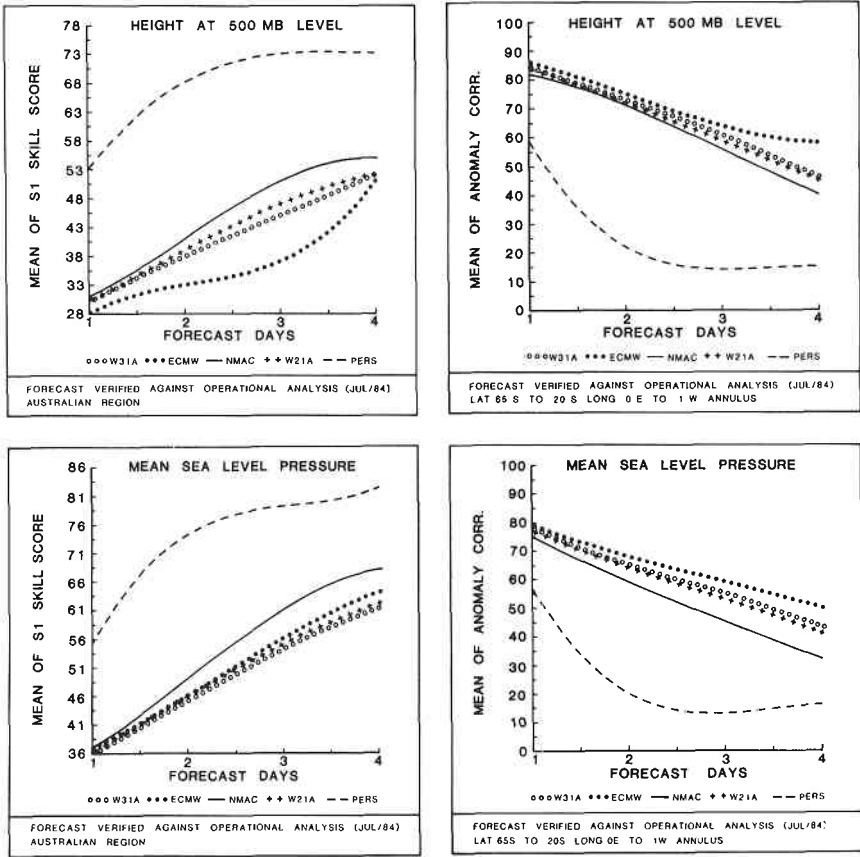 HEIGHT AT 500 MB LEVEL
MEAN OF S1 SKILL SCORE
78
73
68
63
58
53
48
43
38
33
28
1 2 3 4
FORECAST DAYS
W31A ECMW NMAC W21A PERS
FORECAST VERIFIED AGAINST OPERATIONAL ANALYSIS (JUL/84)
AUSTRALIAN REGION
HEIGHT AT 500 MB LEVEL
MEAN OF ANOMALY CORR.
100
90
80
70
60
50
40
30
20
10
0
1 2 3 4
FORECAST DAYS
W31A ECMW NMAC W21A PERS
FORECAST VERIFIED AGAINST OPERATIONAL ANALYSIS (JUL/84)
LAT 65 S TO 20 S LONG 0 E TO 1 W ANNULUS
MEAN SEA LEVEL PRESSURE
MEAN OF S1 SKILL SCORE
86
81
76
71
66
61
56
51
46
41
36
1 2 3 4
FORECAST DAYS
W31A ECMW NMAC W21A PERS
FORECAST VERIFIED AGAINST OPERATIONAL ANALYSIS (JUL/84)
AUSTRALIAN REGION
MEAN SEA LEVEL PRESSURE
MEAN OF ANOMALY CORR.
100
90
80
70
60
50
40
30
20
10
0
1 2 3 4
FORECAST DAYS
W31A ECMW NMAC W21A PERS
FORECAST VERIFIED AGAINST OPERATIONAL ANALYSIS (JUL/84)
LAT 65S TO 20S LONG 0E TO 1W ANNULUS